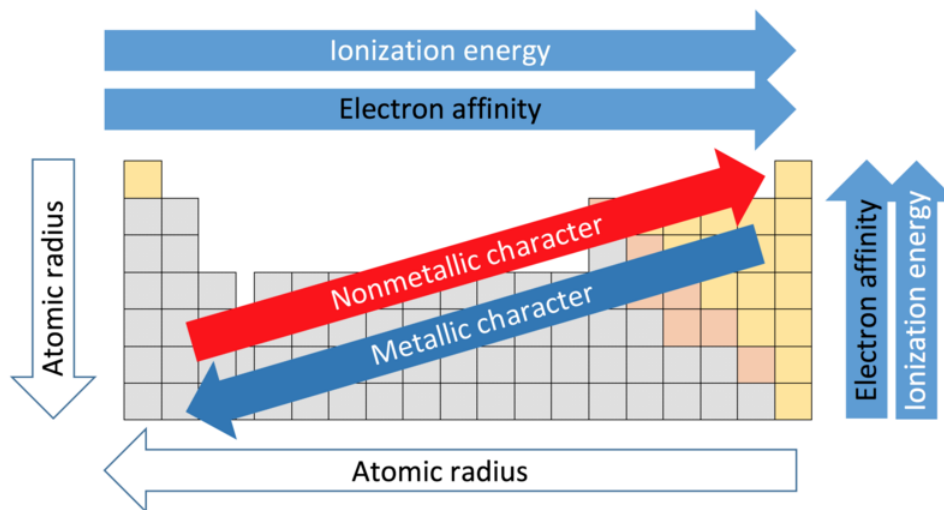 Ionization energy
Electron affinity
Atomic radius
Nonmetallic character
Metallic character
Electron affinity
Ionization energy
Atomic radius